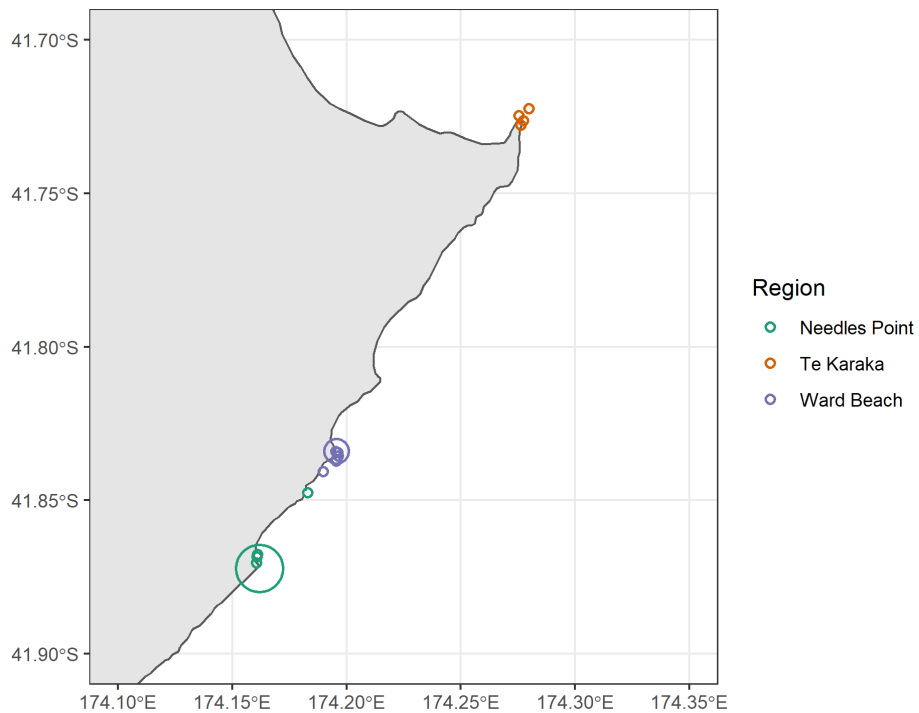 41.70°S
41.75°S
41.80°S
41.85°S
41.90°S
174.10°E 174.15°E 174.20°E 174.25°E 174.30°E 174.35°E
Region
Needles Point
Te Karaka
Ward Beach